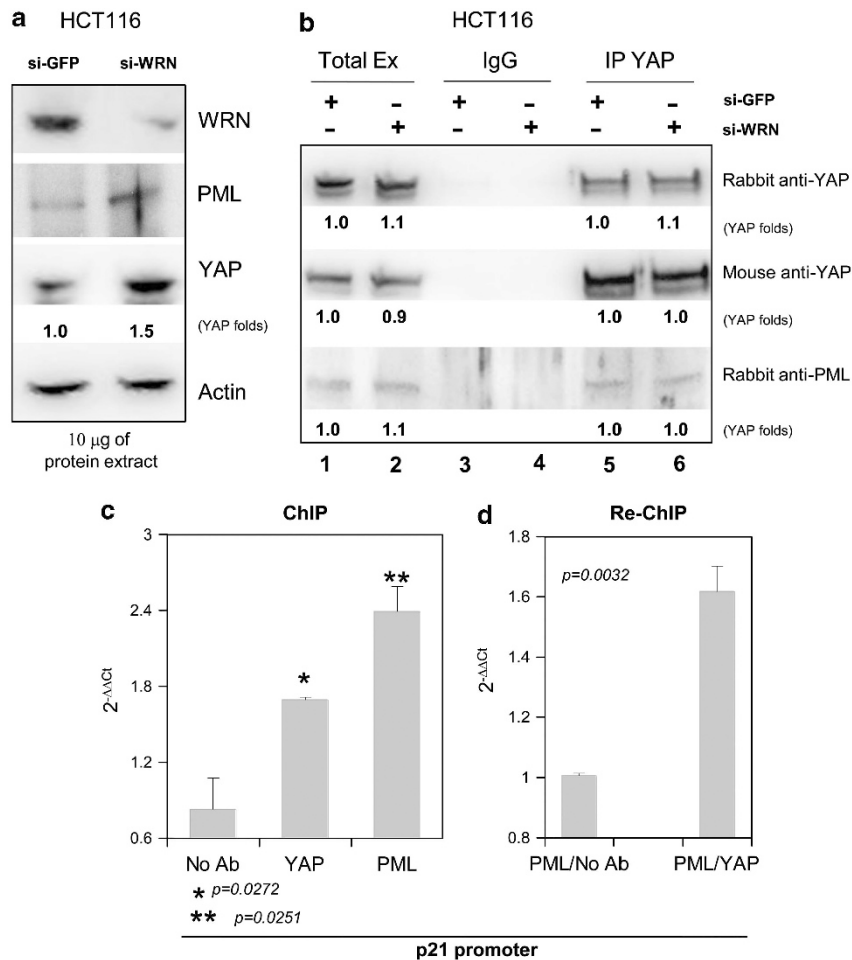 a HCT116
si-GFP si-WRN
WRN
PML
YAP
1.0 1.5 (YAP folds)
Actin
10 μg of
protein extract
b HCT116
Total Ex IgG IP YAP
+ – + – + – si-GFP
– + – + – + si-WRN
Rabbit anti-YAP
1.0 1.1 1.0 1.1 (YAP folds)
Mouse anti-YAP
1.0 0.9 1.0 1.0 (YAP folds)
Rabbit anti-PML
1.0 1.1 1.0 1.0 (YAP folds)
1 2 3 4 5 6
c ChIP
3
2.4
1.8
1.2
0.6
2-ΔΔCt
*
**
No Ab YAP PML
* p=0.0272
** p=0.0251
d Re-ChIP
1.8
1.6
1.4
1.2
1
0.8
2-ΔΔCt
p=0.0032
PML/No Ab PML/YAP
p21 promoter